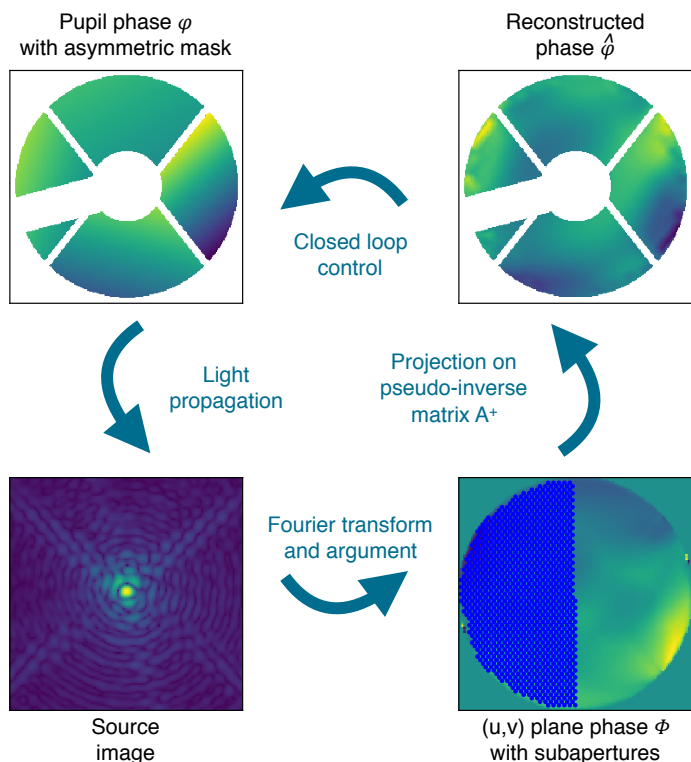 Pupil phase φ
with asymmetric mask
Reconstructed
phase φ̂
Closed loop
control
Light
propagation
Projection on
pseudo-inverse
matrix A⁺
Fourier transform
and argument
Source
image
(u,v) plane phase Φ
with subapertures